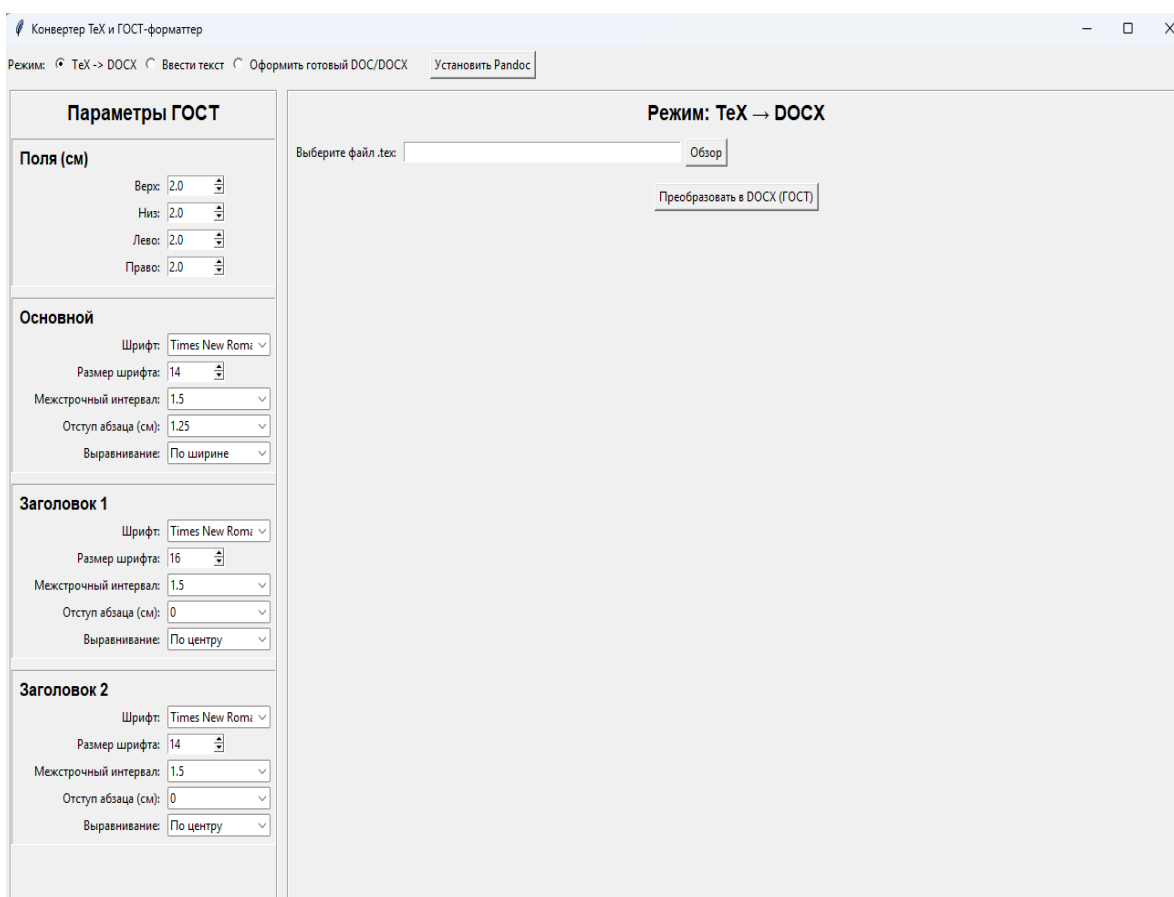 Конвертер TeX и ГОСТ-форматтер
Режим: TeX -> DOCX Ввести текст Оформить готовый DOC/DOCX Установить Pandoc
Параметры ГОСТ
Поля (см)
Верх: 2.0
Низ: 2.0
Лево: 2.0
Право: 2.0
Основной
Шрифт: Times New Roma
Размер шрифта: 14
Межстрочный интервал: 1.5
Отступ абзаца (см): 1.25
Выравнивание: По ширине
Заголовок 1
Шрифт: Times New Roma
Размер шрифта: 16
Межстрочный интервал: 1.5
Отступ абзаца (см): 0
Выравнивание: По центру
Заголовок 2
Шрифт: Times New Roma
Размер шрифта: 14
Межстрочный интервал: 1.5
Отступ абзаца (см): 0
Выравнивание: По центру
Режим: TeX → DOCX
Выберите файл .tex: Обзор
Преобразовать в DOCX (ГОСТ)